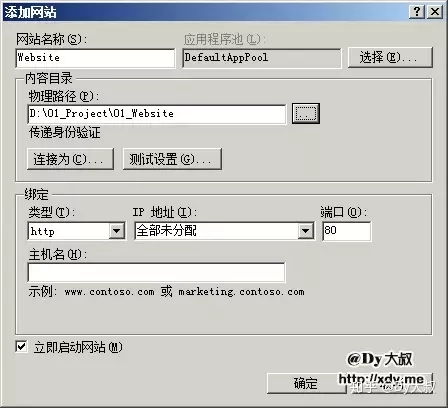 添加网站
网站名称(S):
应用程序池(L):
Website
DefaultAppPool
选择(E)...
内容目录
物理路径(P):
D:\01_Project\01_Website
...
传递身份验证
连接为(C)...
测试设置(G)...
绑定
类型(T):
IP 地址(I):
端口(O):
http
全部未分配
80
主机名(H):
示例: www.contoso.com 或 marketing.contoso.com
立即启动网站(M)
@Dy大叔
http://xdy.me
确定
知乎 @Dy大叔